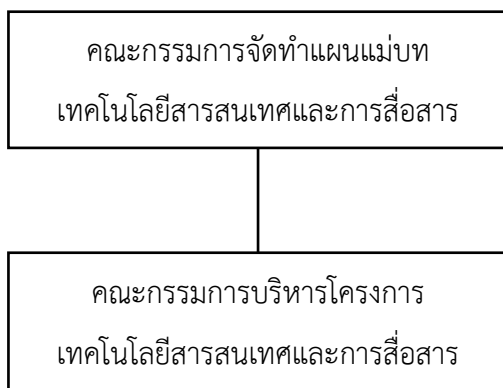 คณะกรรมการจัดทำแผนแม่บท
เทคโนโลยีสารสนเทศและการสื่อสาร
คณะกรรมการบริหารโครงการ
เทคโนโลยีสารสนเทศและการสื่อสาร